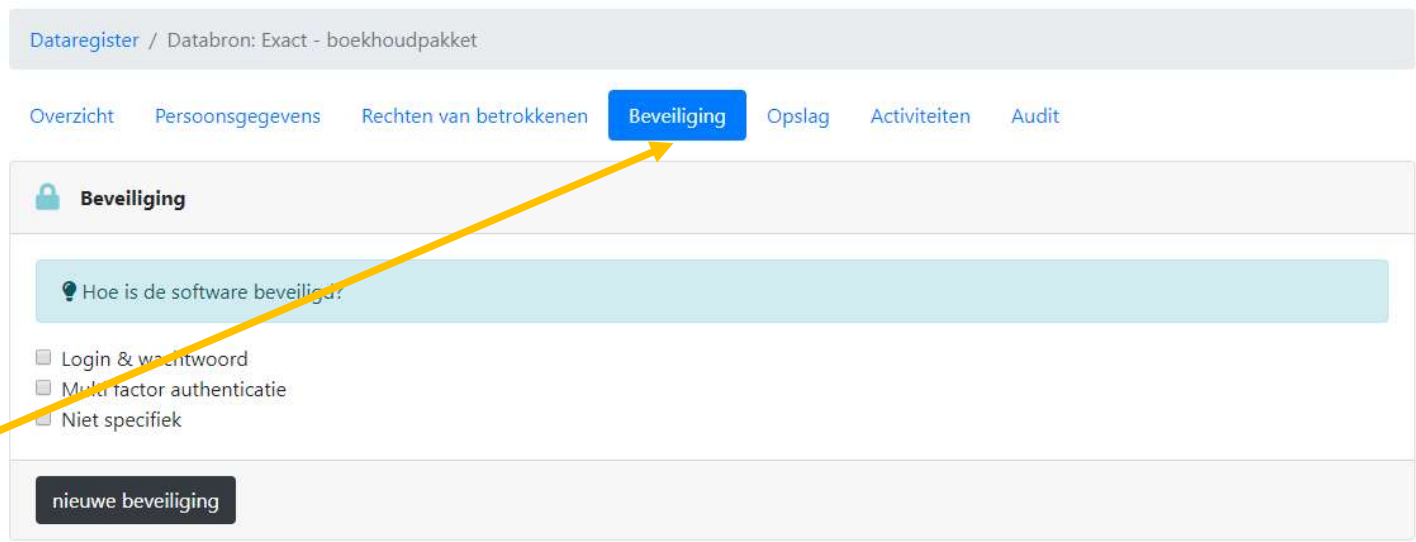 Dataregister / Databron: Exact - boekhoudpakket
Overzicht Persoonsgegevens Rechten van betrokkenen Beveiliging Opslag Activiteiten Audit
Beveiliging
Hoe is de software beveiligd?
Login & wachtwoord
Multi factor authenticatie
Niet specifiek
nieuwe beveiliging